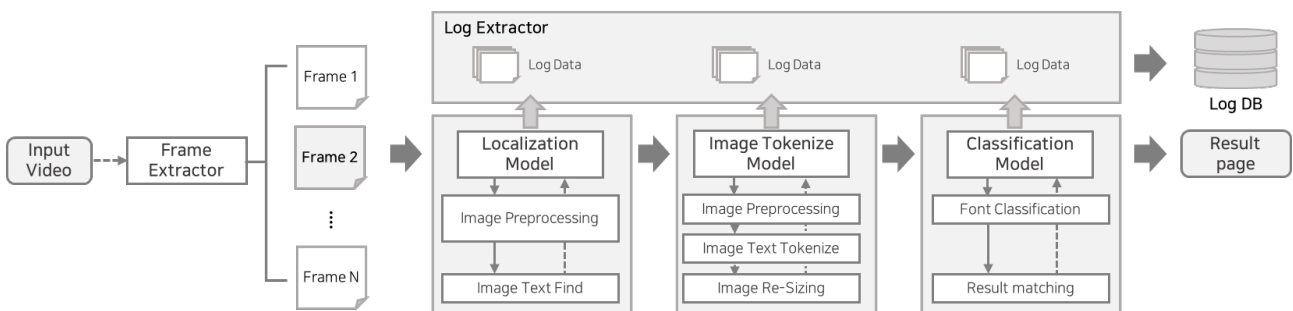 Log Extractor
Log Data
Log Data
Log Data
Log DB
Input
Video
Frame
Extractor
Frame 1
Frame 2
Frame N
Localization
Model
Image Preprocessing
Image Text Find
Image Tokenize
Model
Image Preprocessing
Image Text Tokenize
Image Re-Sizing
Classification
Model
Font Classification
Result matching
Result
page